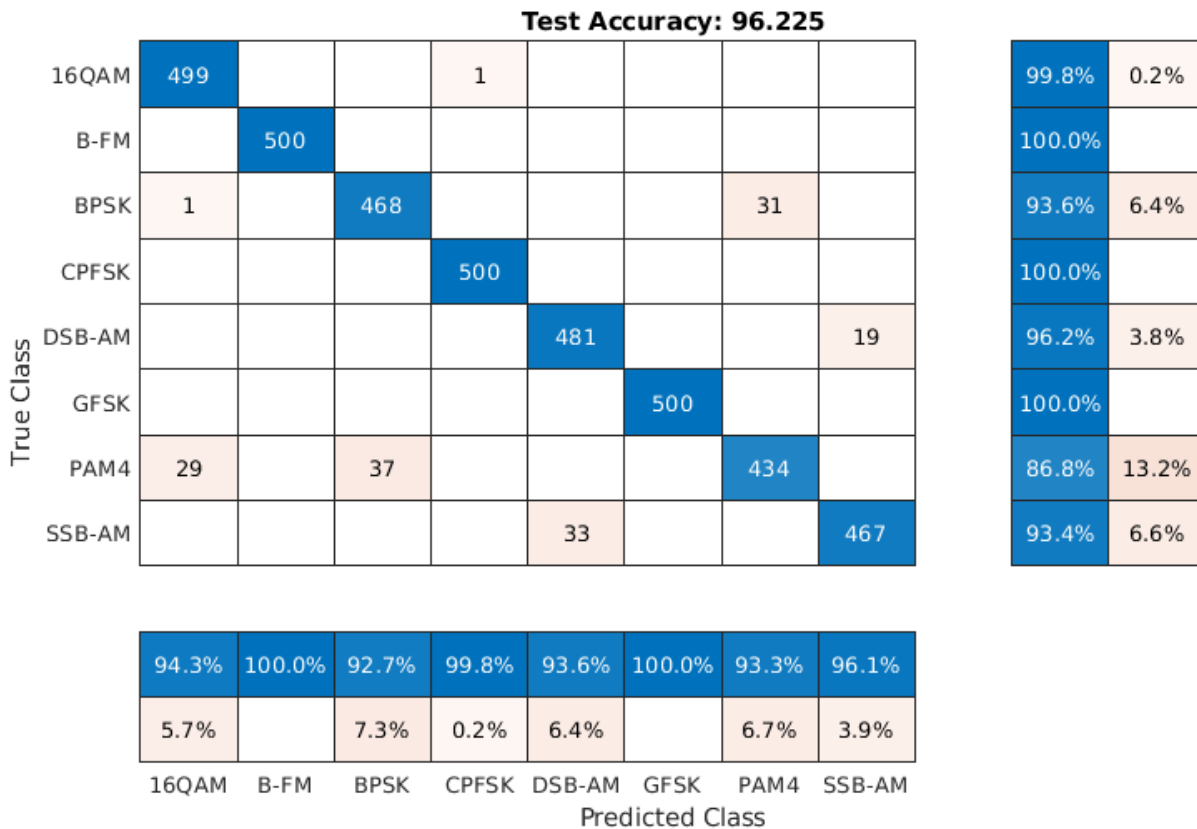 Test Accuracy: 96.225
16QAM 499 1 99.8% 0.2%
B-FM 500 100.0%
BPSK 1 468 31 93.6% 6.4%
CPFSK 500 100.0%
DSB-AM 481 19 96.2% 3.8%
GFSK 500 100.0%
PAM4 29 37 434 86.8% 13.2%
SSB-AM 33 467 93.4% 6.6%
True Class
94.3% 100.0% 92.7% 99.8% 93.6% 100.0% 93.3% 96.1%
5.7% 7.3% 0.2% 6.4% 6.7% 3.9%
16QAM B-FM BPSK CPFSK DSB-AM GFSK PAM4 SSB-AM
Predicted Class